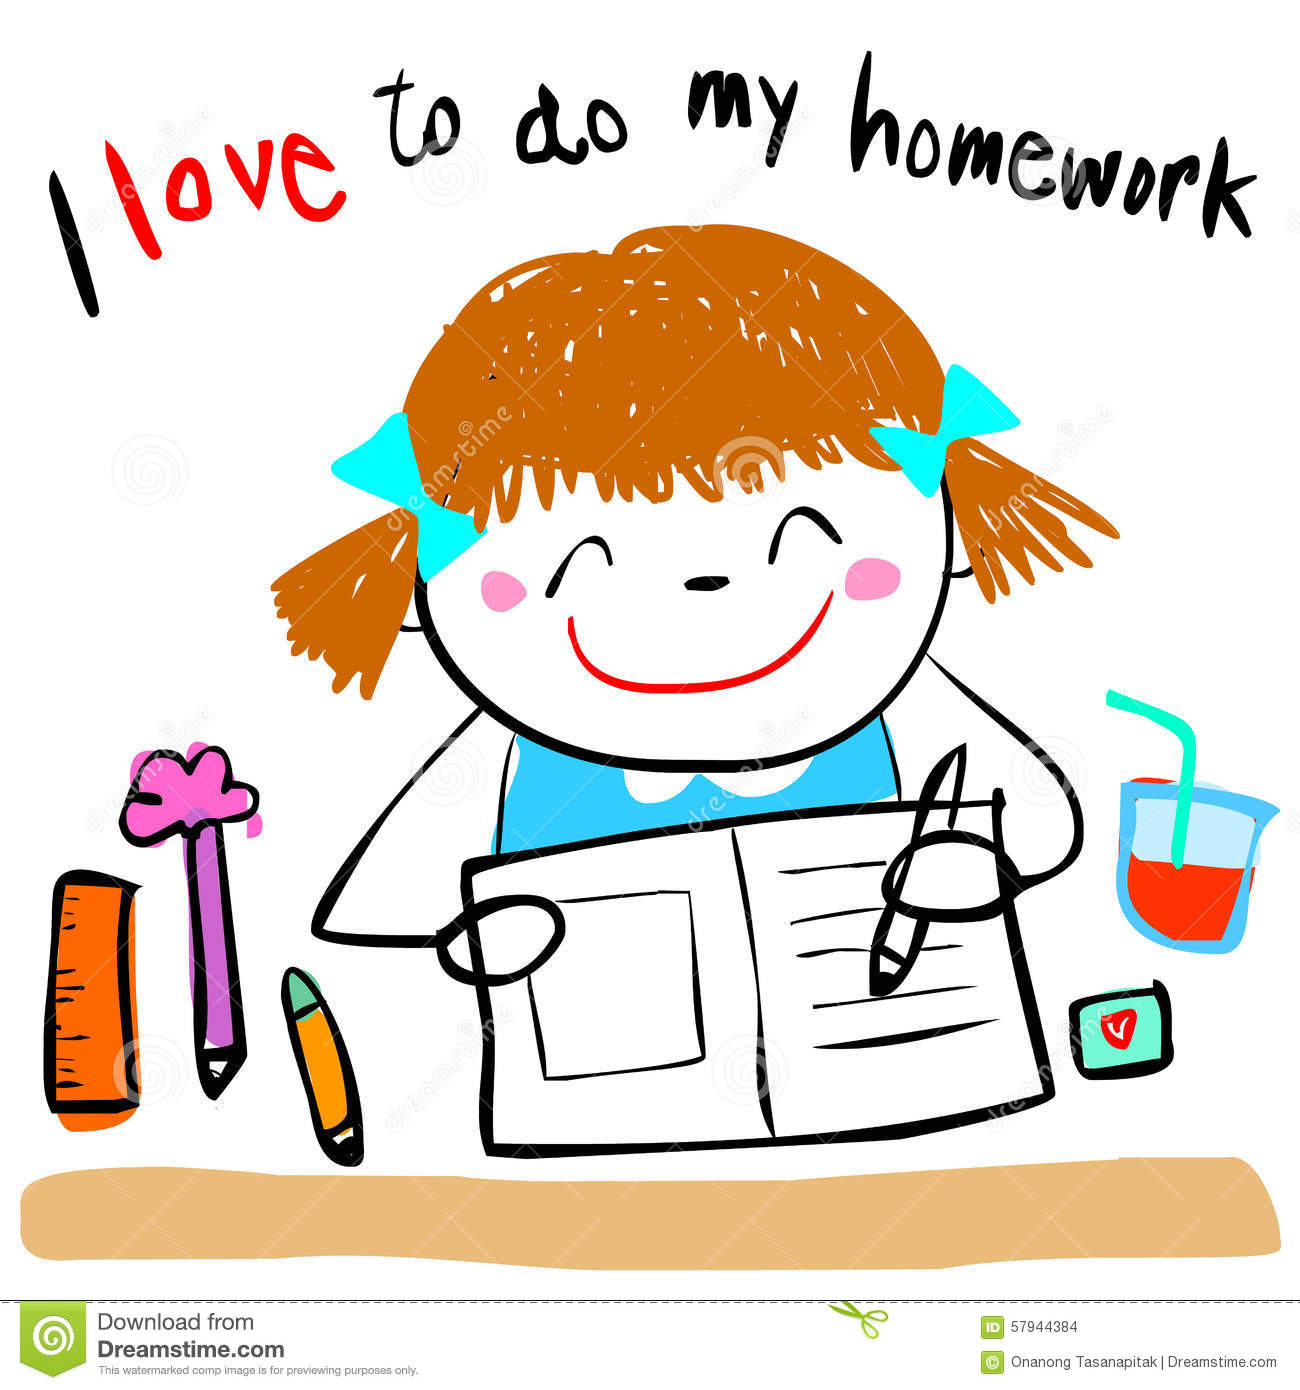 I love to do my homework
Download from
Dreamstime.com
This watermarked comp image is for previewing purposes only.
ID 57944384
© Onanong Tasanapitak | Dreamstime.com